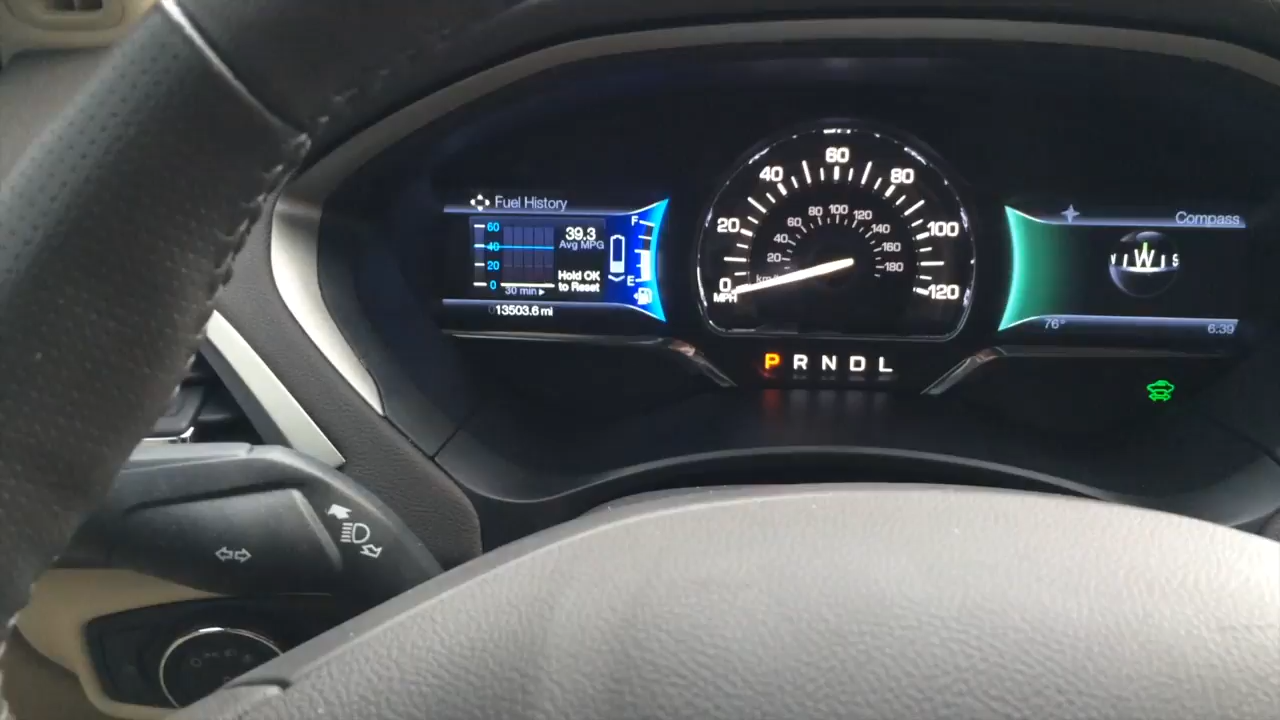 Fuel History
60
40
20
0
39.3
Avg MPG
Hold OK
to Reset
30 min
F
E
13503.6 mi
0
20
40
60
80
100
120
MPH
20
40
60
80
100
120
140
160
180
P R N D L
Compass
W
S
76°
6:39